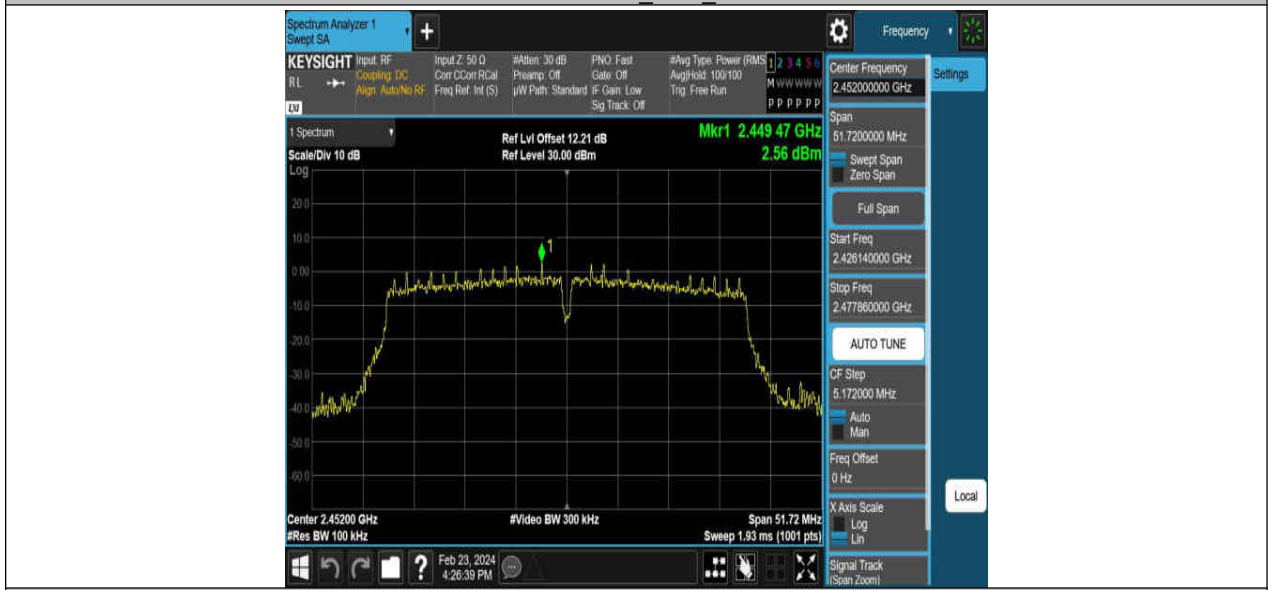 Spectrum Analyzer 1
Swept SA
+
Frequency
KEYSIGHT
RL
LXI
Input: RF
Coupling: DC
Align: Auto/No RF
Input Z: 50 Ω
Corr CCorr RCal
Freq Ref: Int (S)
#Atten: 30 dB
Preamp: Off
µW Path: Standard
PNO: Fast
Gate: Off
IF Gain: Low
Sig Track: Off
#Avg Type: Power (RMS
Avg|Hold: 100/100
Trig: Free Run
1 2 3 4 5 6
M W W W W W
P P P P P P
1 Spectrum
Scale/Div 10 dB
Log
Ref Lvl Offset 12.21 dB
Ref Level 30.00 dBm
Mkr1 2.449 47 GHz
2.56 dBm
20.0
10.0
0.00
-10.0
-20.0
-30.0
-40.0
-50.0
-60.0
1
Center 2.45200 GHz
#Res BW 100 kHz
#Video BW 300 kHz
Span 51.72 MHz
Sweep 1.93 ms (1001 pts)
?
Feb 23, 2024
4:26:39 PM
Center Frequency
2.452000000 GHz
Span
51.7200000 MHz
Swept Span
Zero Span
Full Span
Start Freq
2.426140000 GHz
Stop Freq
2.477860000 GHz
AUTO TUNE
CF Step
5.172000 MHz
Auto
Man
Freq Offset
0 Hz
X Axis Scale
Log
Lin
Signal Track
(Span Zoom)
Settings
Local